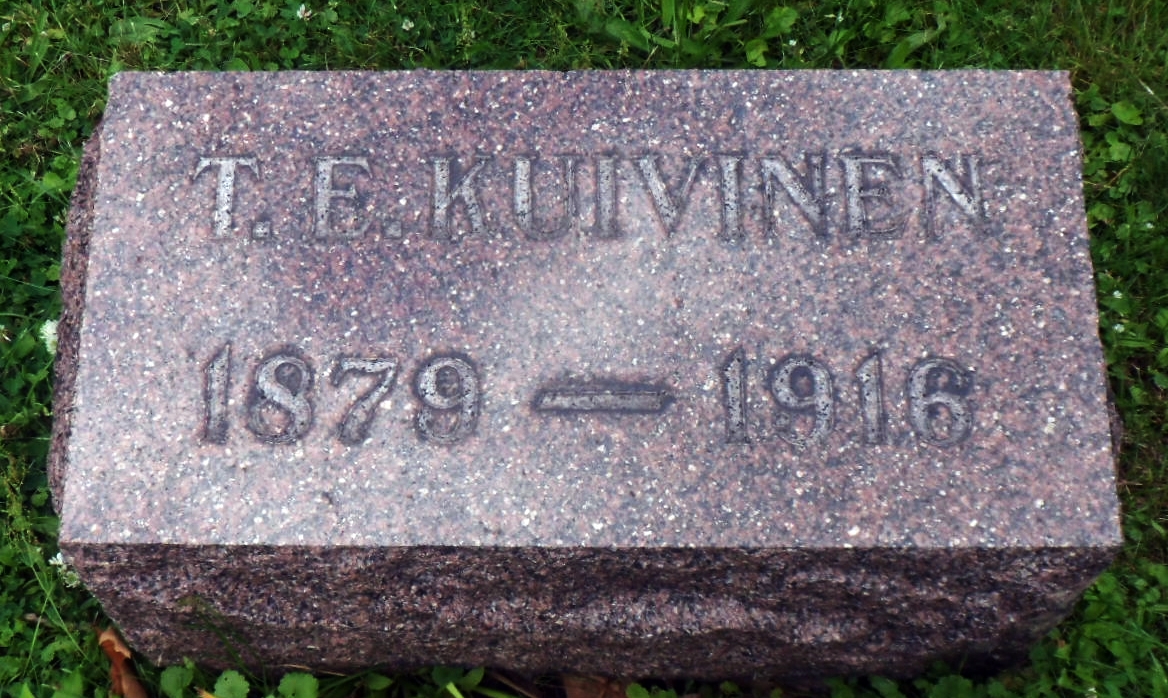 T. E. KUIVINEN
1879 — 1916